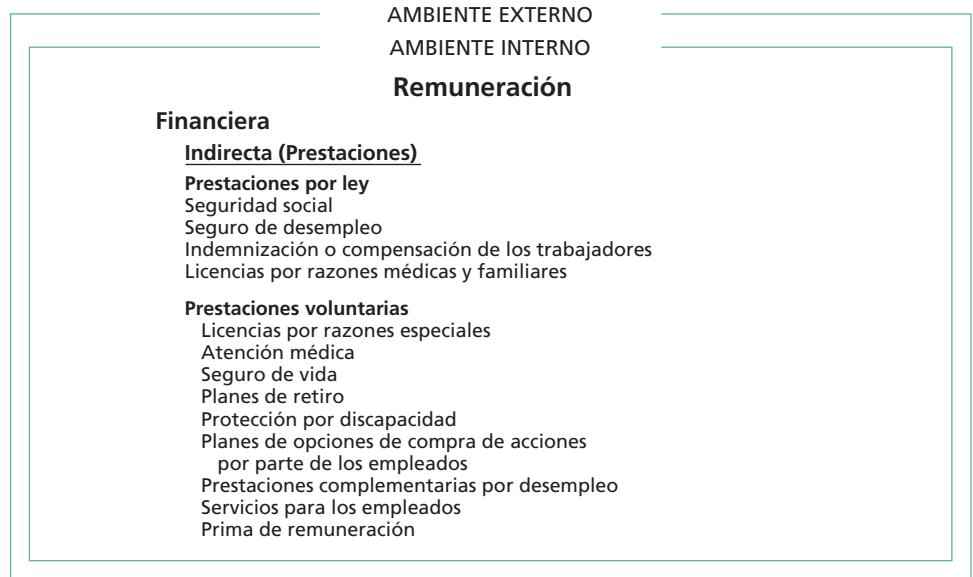 AMBIENTE EXTERNO
AMBIENTE INTERNO
Remuneración
Financiera
Indirecta (Prestaciones)
Prestaciones por ley
Seguridad social
Seguro de desempleo
Indemnización o compensación de los trabajadores
Licencias por razones médicas y familiares
Prestaciones voluntarias
Licencias por razones especiales
Atención médica
Seguro de vida
Planes de retiro
Protección por discapacidad
Planes de opciones de compra de acciones
por parte de los empleados
Prestaciones complementarias por desempleo
Servicios para los empleados
Prima de remuneración